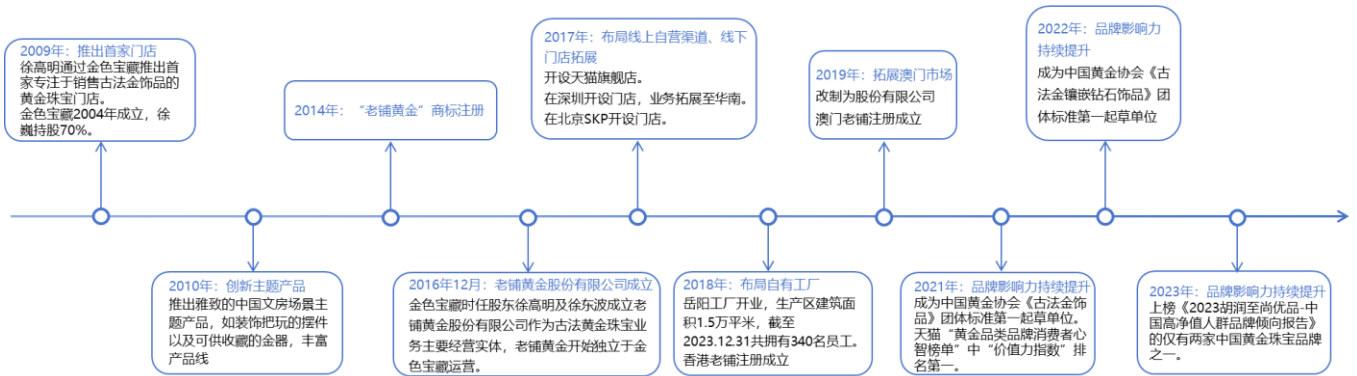 2009年：推出首家门店
徐高明通过金色宝藏推出首
家专注于销售古法金饰品的
黄金珠宝门店。
金色宝藏2004年成立，徐
巍持股70%。
2010年：创新主题产品
推出雅致的中国文房场景主
题产品，如装饰把玩的摆件
以及可供收藏的金器，丰富
产品线
2014年：“老铺黄金”商标注册
2016年12月：老铺黄金股份有限公司成立
金色宝藏时任股东徐高明及徐东波成立老
铺黄金股份有限公司作为古法黄金珠宝业
务主要经营实体，老铺黄金开始独立于金
色宝藏运营。
2017年：布局线上自营渠道、线下
门店拓展
开设天猫旗舰店。
在深圳开设门店，业务拓展至华南。
在北京SKP开设门店。
2018年：布局自有工厂
岳阳工厂开业，生产区建筑面
积1.5万平米，截至
2023.12.31共拥有340名员工。
香港老铺注册成立
2019年：拓展澳门市场
改制为股份有限公司
澳门老铺注册成立
2021年：品牌影响力持续提升
成为中国黄金协会《古法金饰
品》团体标准第一起草单位。
天猫“黄金品类品牌消费者心
智榜单”中“价值力指数”排
名第一。
2022年：品牌影响力
持续提升
成为中国黄金协会《古
法金镶嵌钻石饰品》团
体标准第一起草单位
2023年：品牌影响力持续提升
上榜《2023胡润至尚优品-中
国高净值人群品牌倾向报告》
的仅有两家中国黄金珠宝品牌
之一。